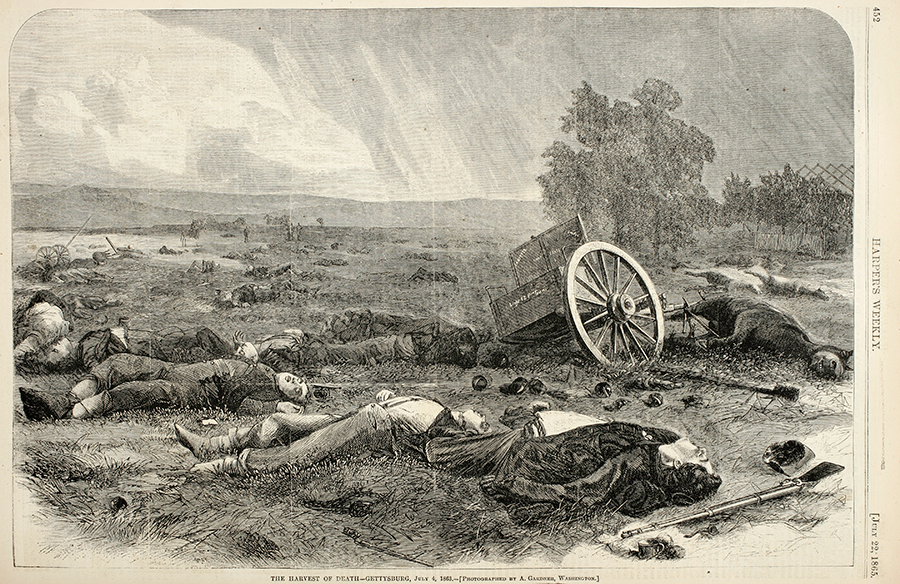 452
HARPER'S WEEKLY.
[JULY 22, 1865.
THE HARVEST OF DEATH—GETTYSBURG, JULY 4, 1863.—[PHOTOGRAPHED BY A. GARDNER, WASHINGTON.]